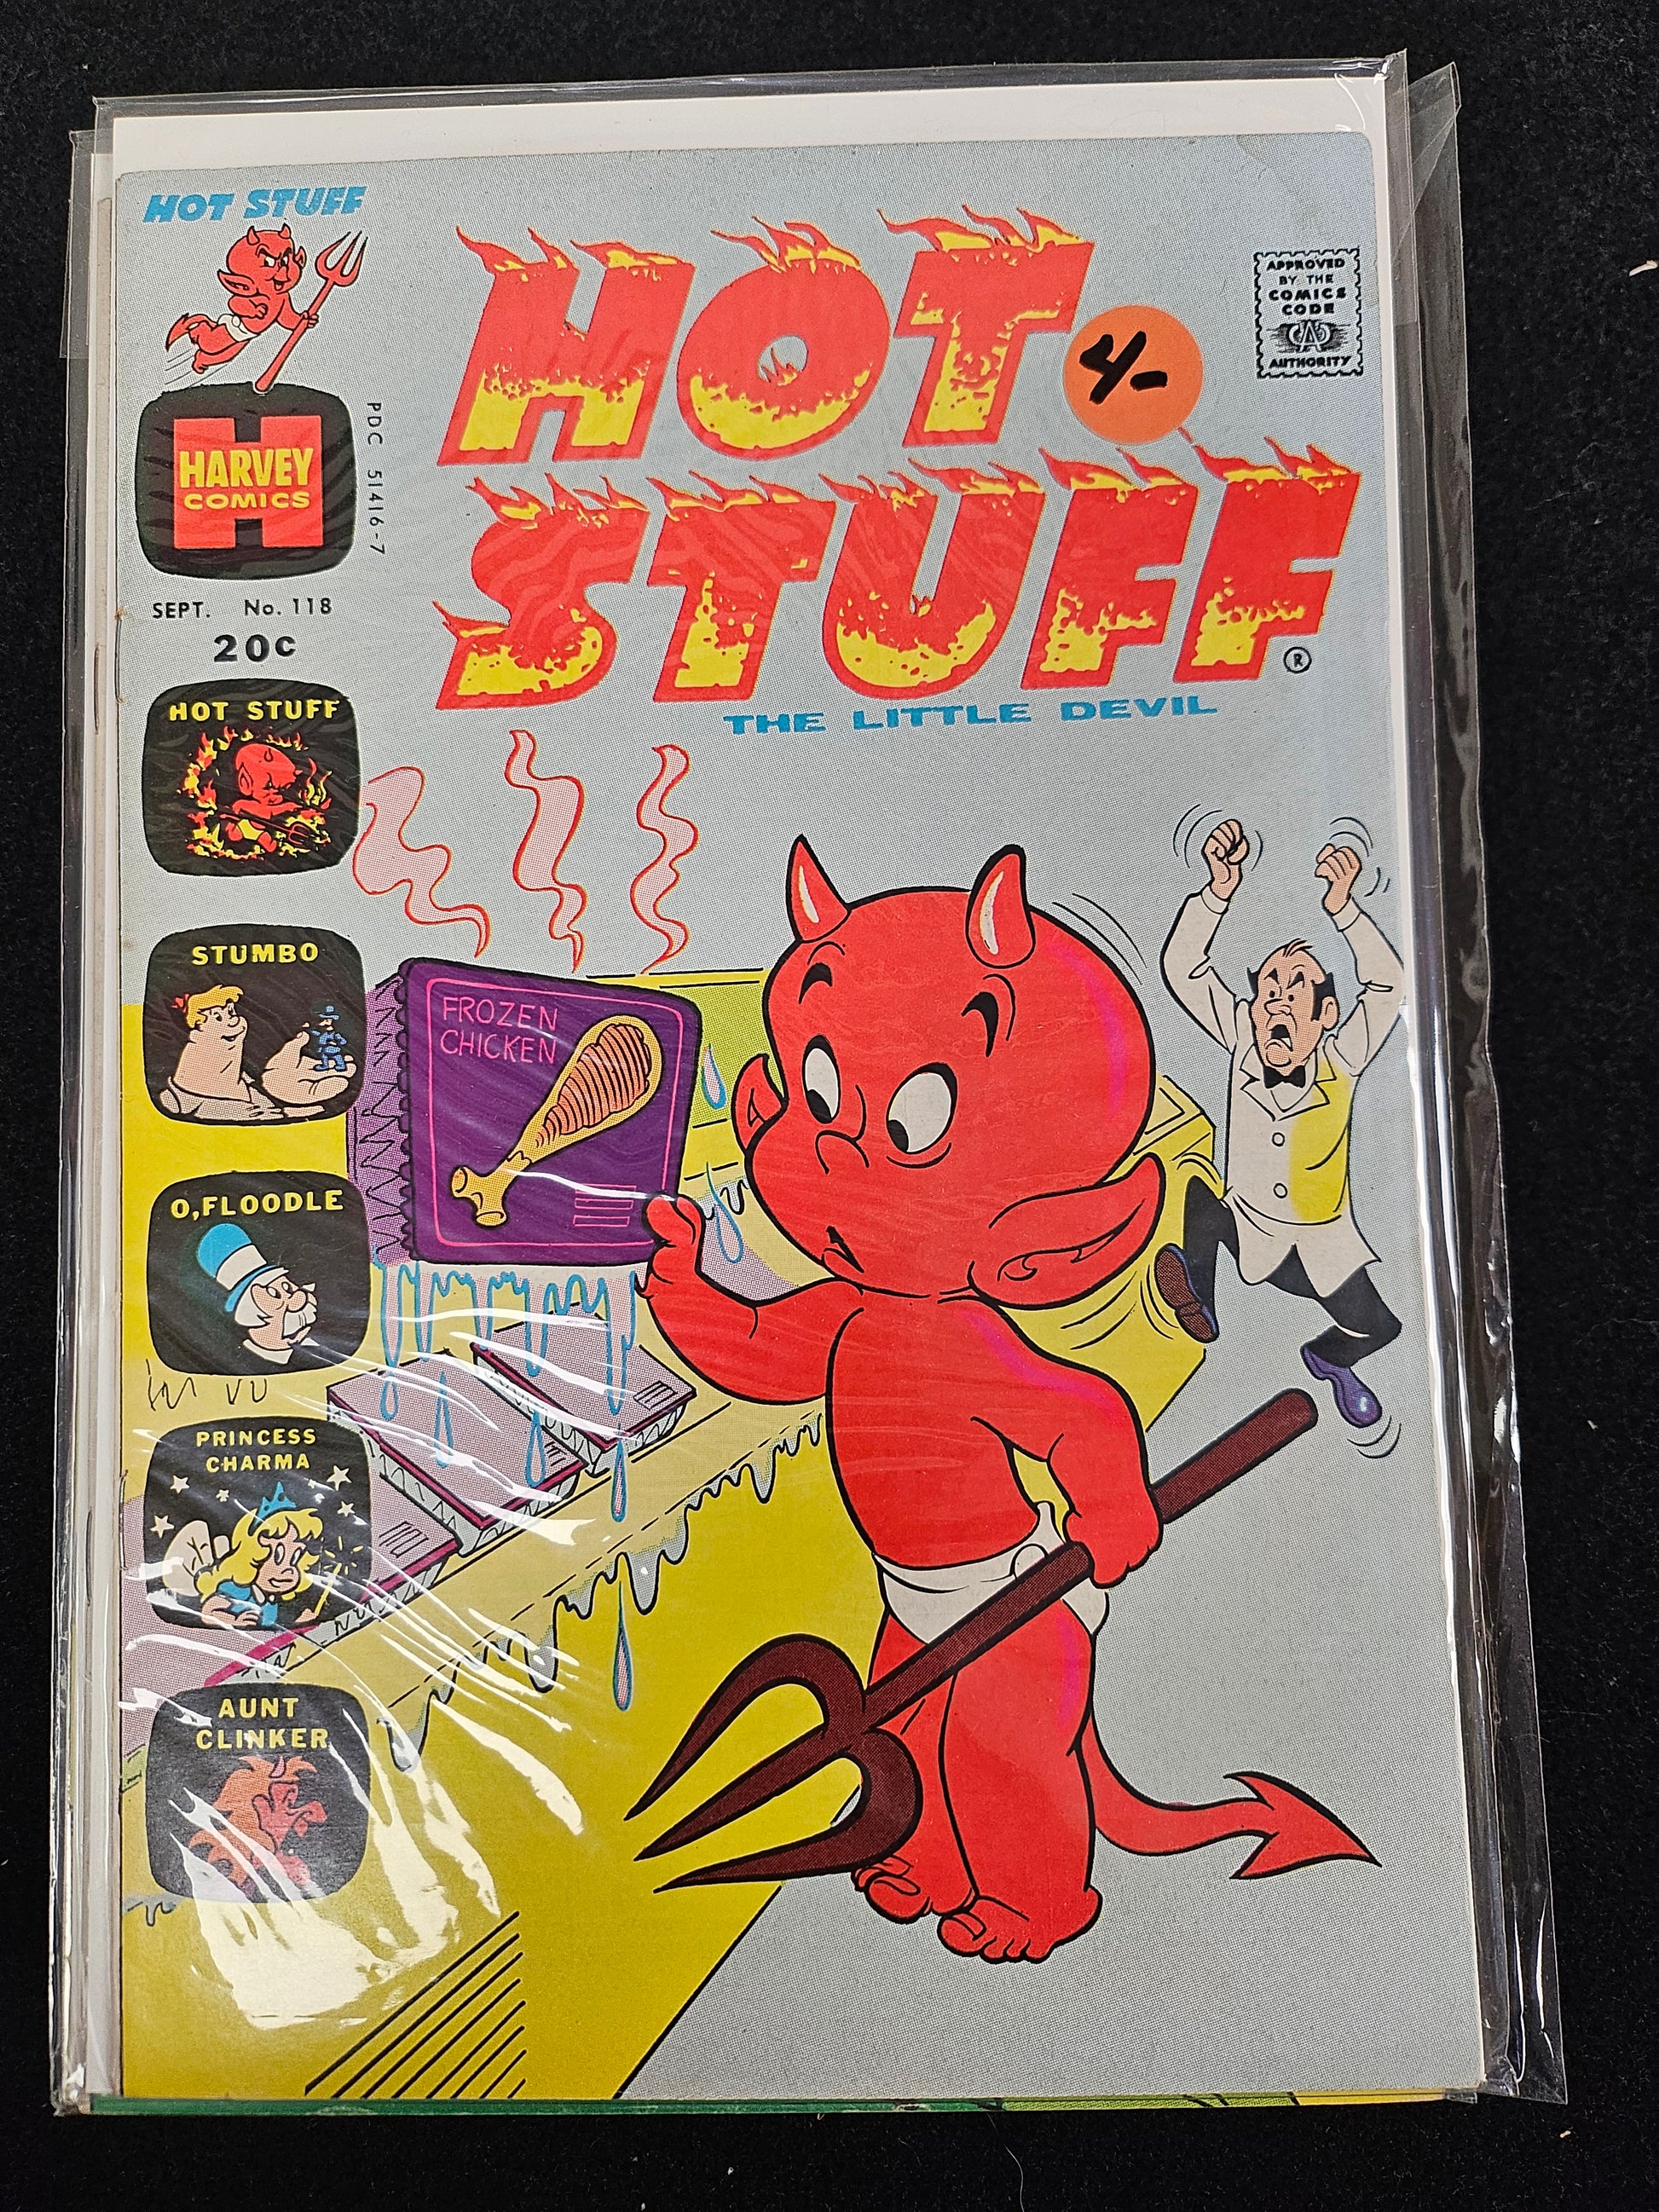 HOT STUFF
HARVEY
COMICS
PDC 51416-7
SEPT. No. 118
20c
HOT
STUFF
®
THE LITTLE DEVIL
4-
APPROVED
BY THE
COMICS
CODE
CA
AUTHORITY
HOT STUFF
STUMBO
O,FLOODLE
PRINCESS
CHARMA
AUNT
CLINKER
FROZEN
CHICKEN